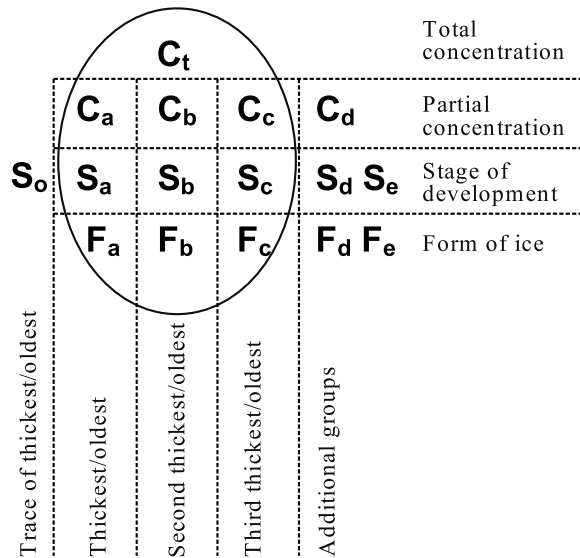 Ct
Total
concentration
Ca Cb Cc Cd
Partial
concentration
So Sa Sb Sc Sd Se
Stage of
development
Fa Fb Fc Fd Fe
Form of ice
Trace of thickest/oldest
Thickest/oldest
Second thickest/oldest
Third thickest/oldest
Additional groups